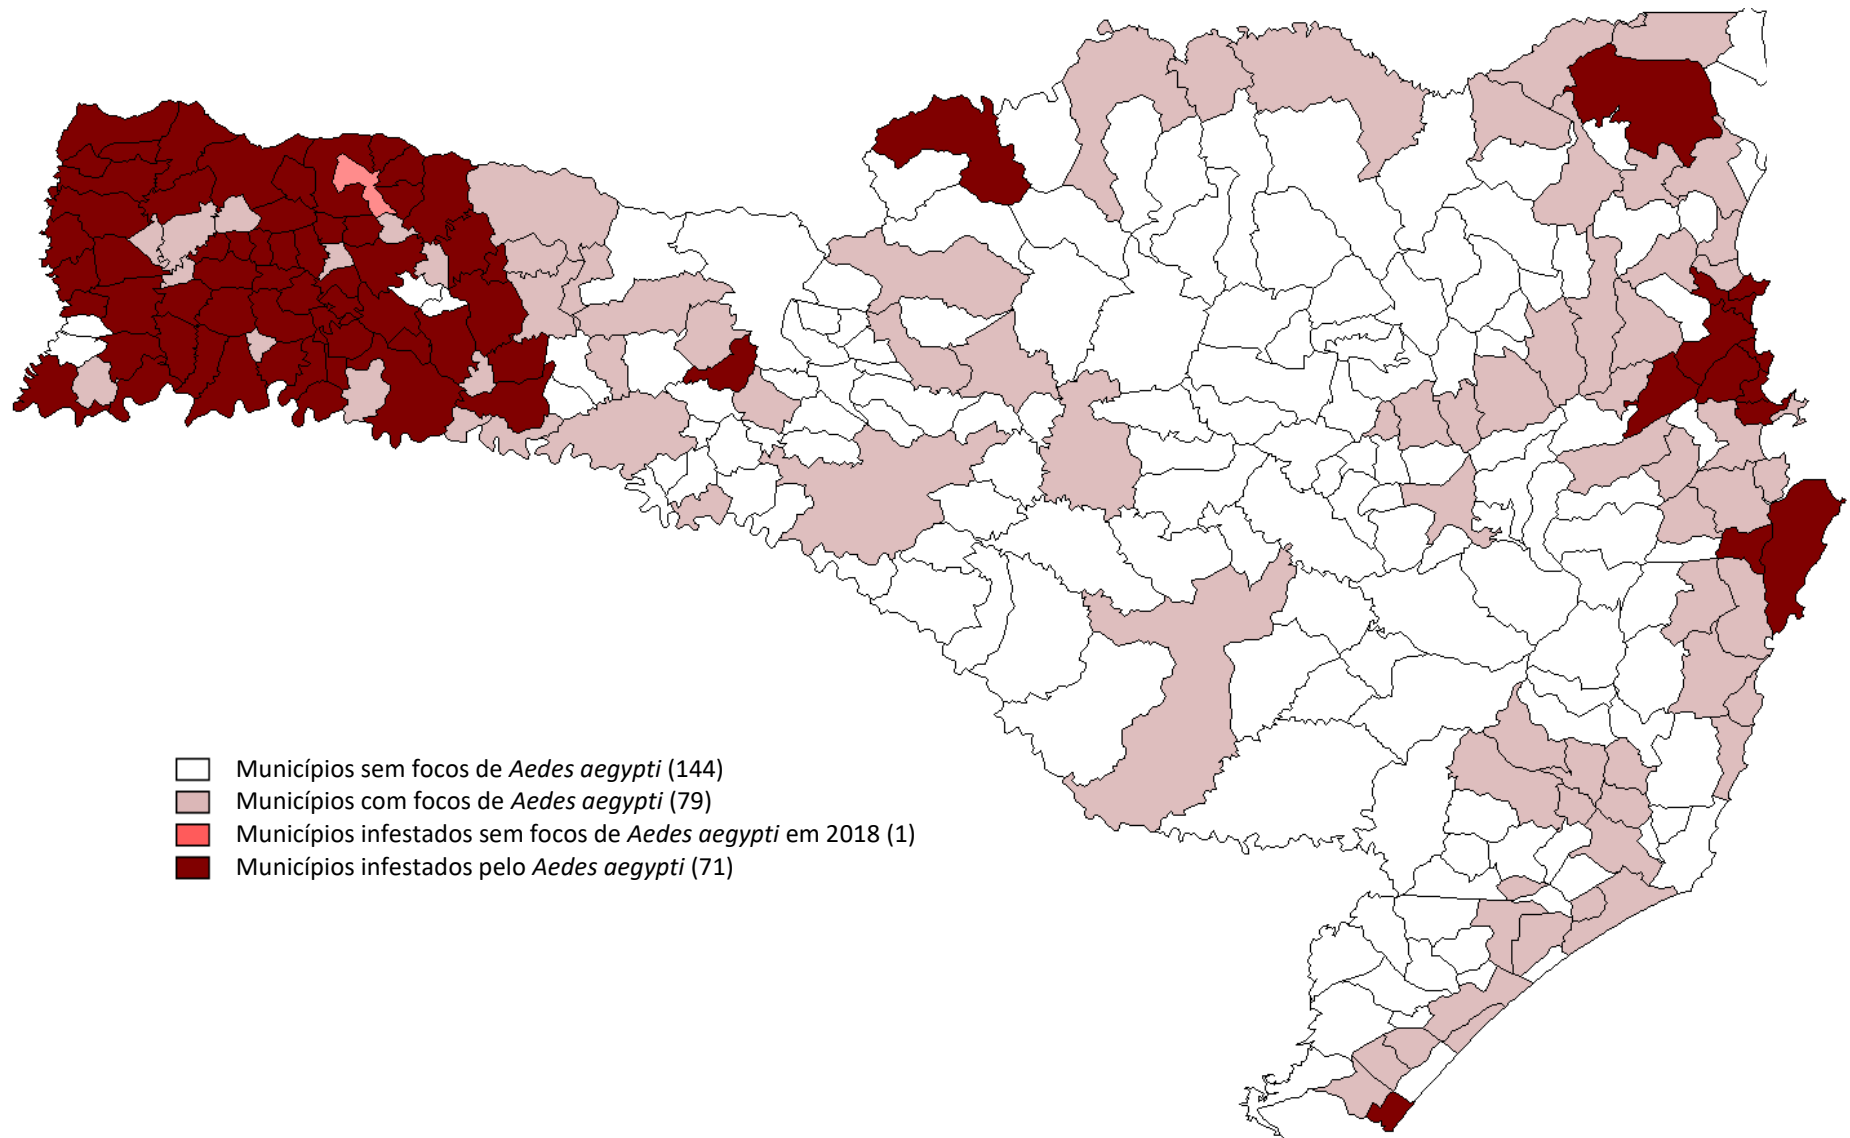 Municípios sem focos de Aedes aegypti (144)
Municípios com focos de Aedes aegypti (79)
Municípios infestados sem focos de Aedes aegypti em 2018 (1)
Municípios infestados pelo Aedes aegypti (71)